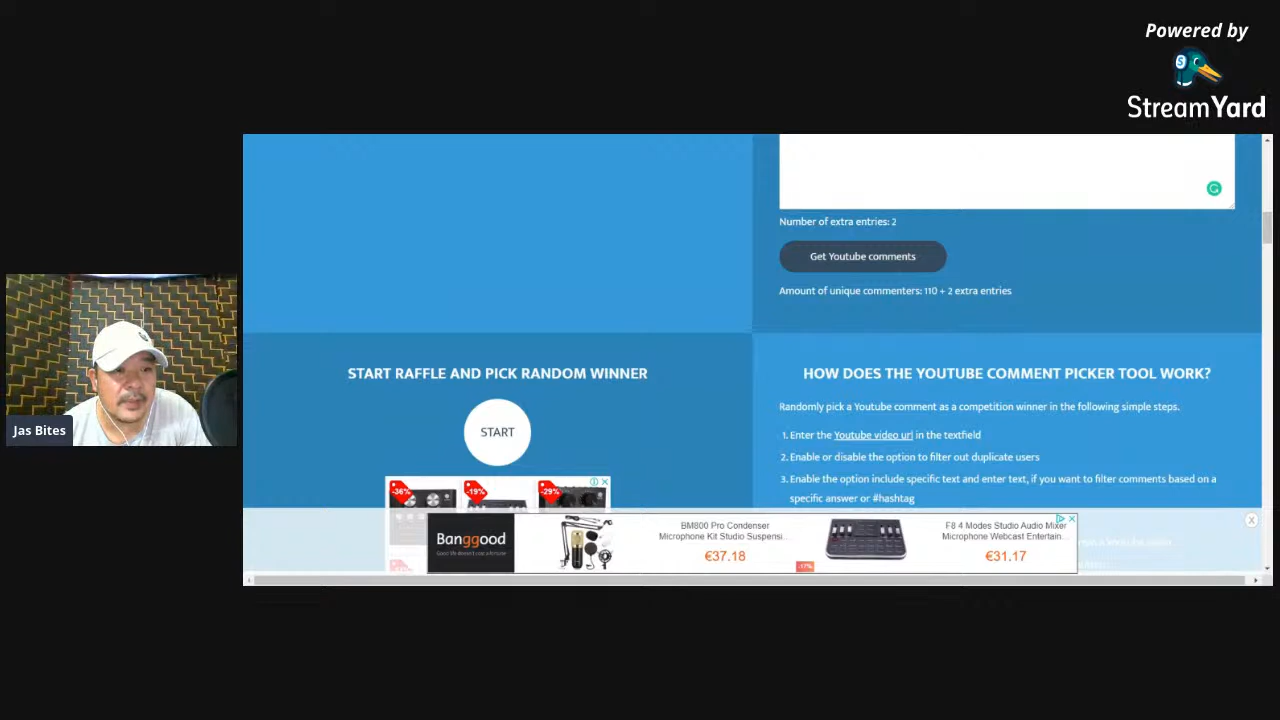 Powered by
StreamYard
Number of extra entries: 2
Get Youtube comments
Amount of unique commenters: 110 + 2 extra entries
START RAFFLE AND PICK RANDOM WINNER
START
HOW DOES THE YOUTUBE COMMENT PICKER TOOL WORK?
Randomly pick a Youtube comment as a competition winner in the following simple steps.
1. Enter the Youtube video url in the textfield
2. Enable or disable the option to filter out duplicate users
3. Enable the option include specific text and enter text, if you want to filter comments based on a
specific answer or #hashtag
Jas Bites
-36%
-19%
-29%
Banggood
BM800 Pro Condenser
Microphone Kit Studio Suspensi...
€37.18
-17%
F8 4 Modes Studio Audio Mixer
Microphone Webcast Entertain...
€31.17